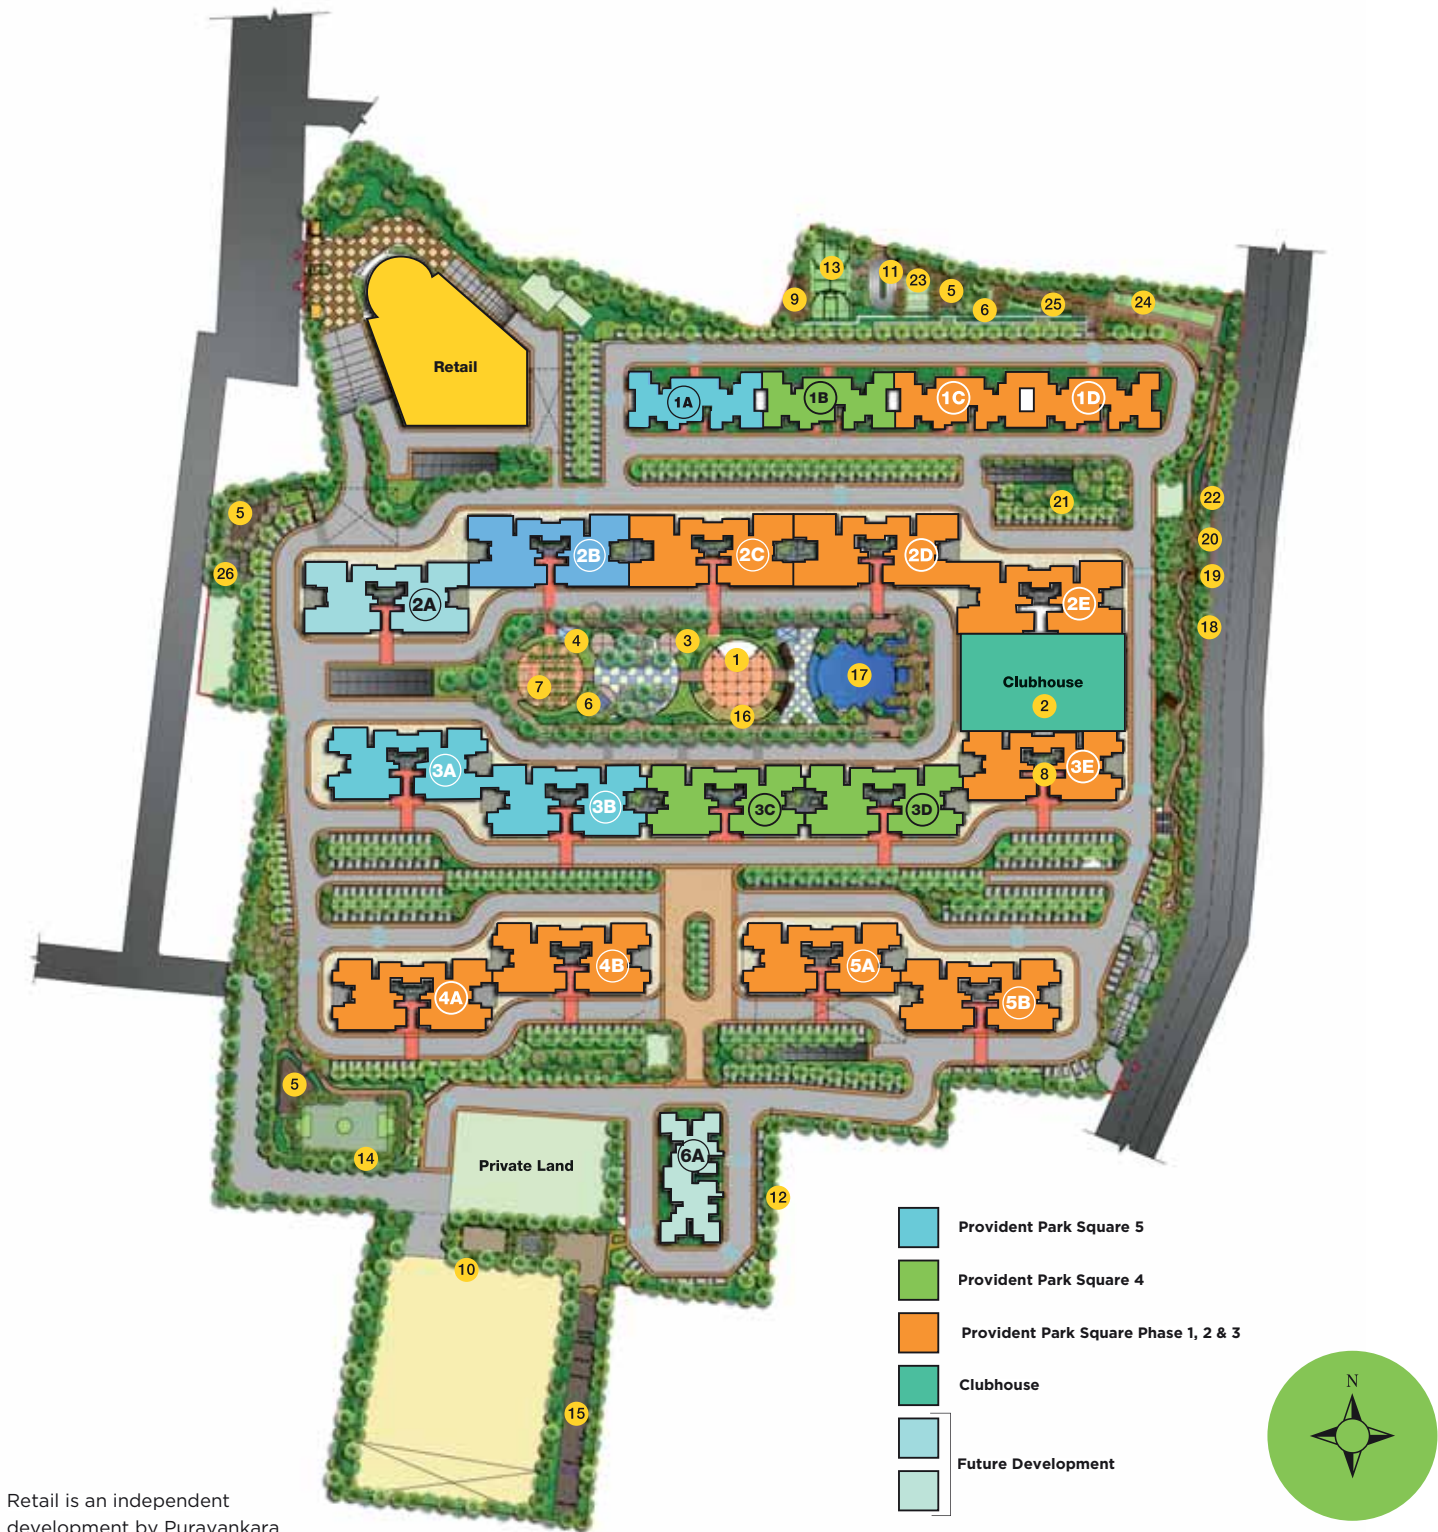 13
11
23
5
9
6
25
24
Retail
1A
1B
1C
1D
5
21
22
20
26
2B
2C
2D
19
2A
2E
18
4
3
1
7
6
16
17
Clubhouse
2
3A
3B
3C
3D
8
3E
4A
4B
5A
5B
5
14
Private Land
6A
12
10
15
Provident Park Square 5
Provident Park Square 4
Provident Park Square Phase 1, 2 & 3
Clubhouse
Future Development
N
Retail is an independent
development by Puravankara